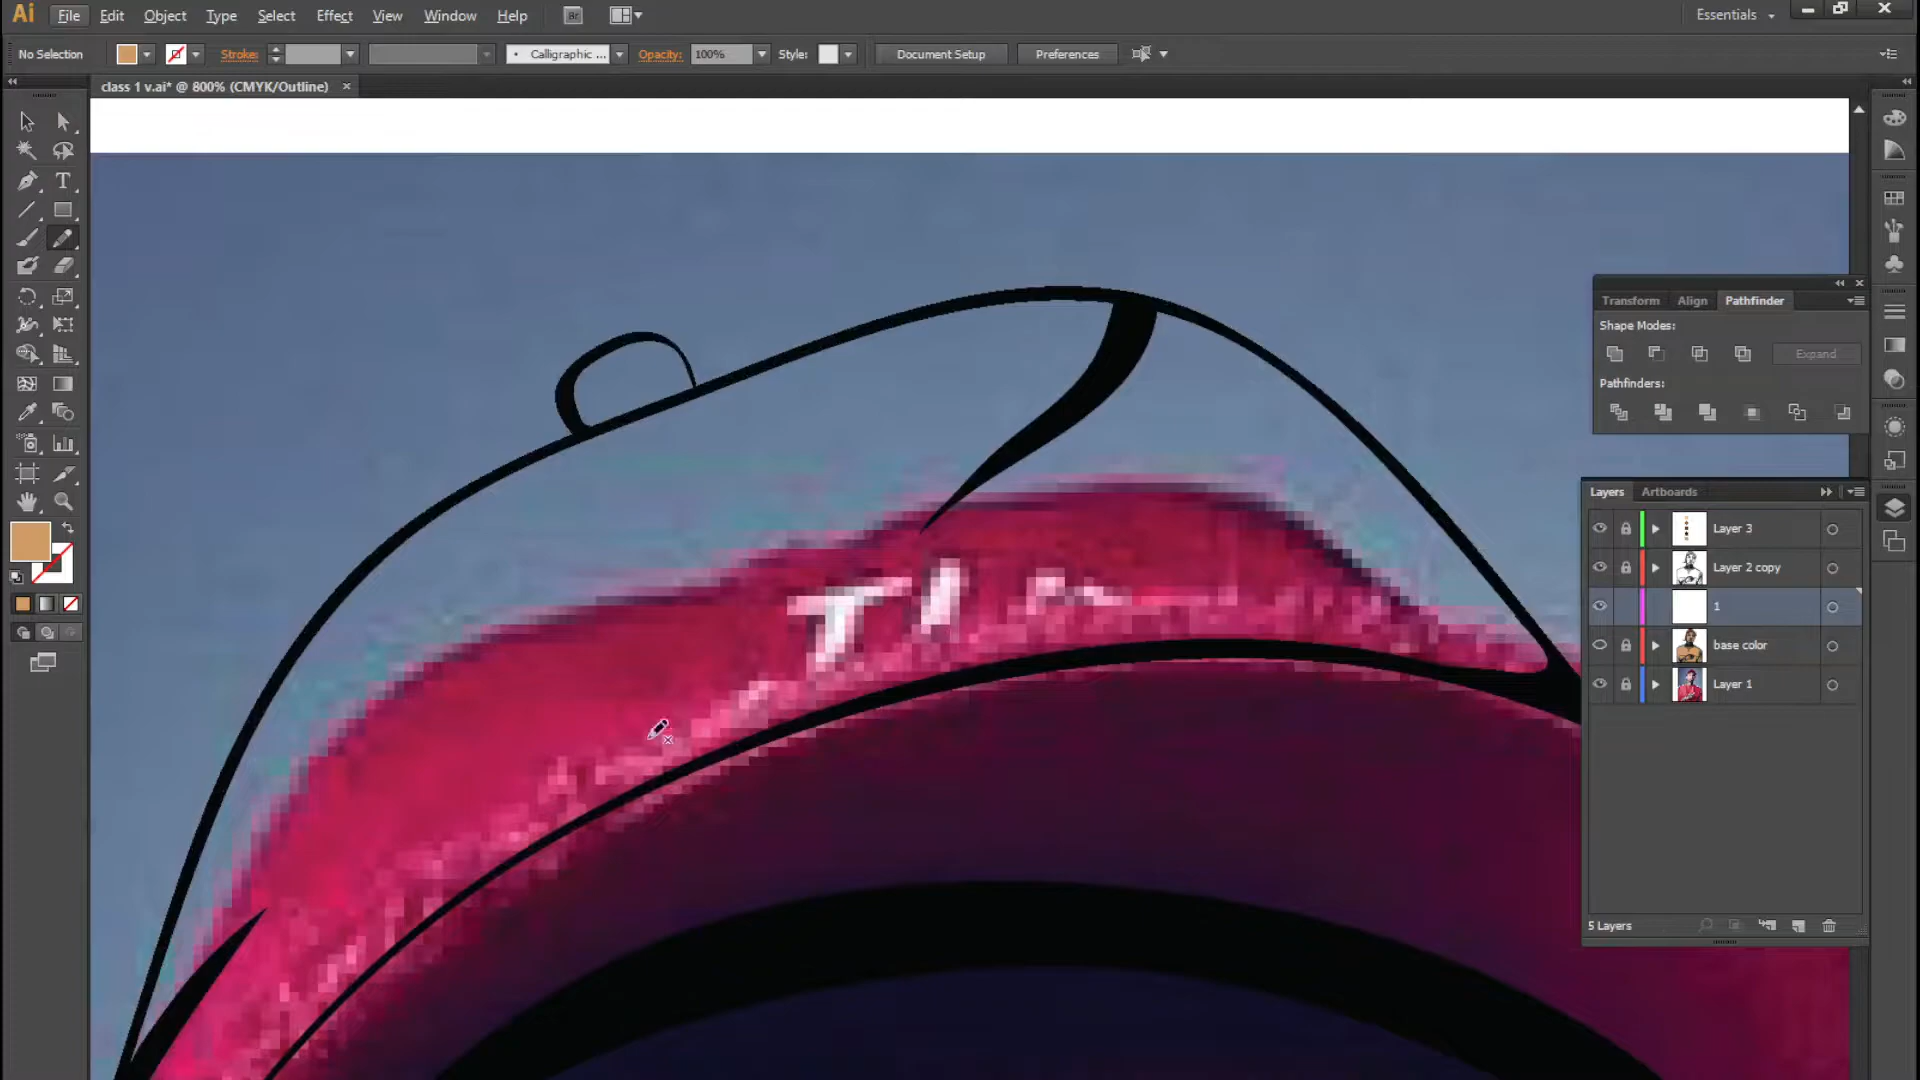 Ai File Edit Object Type Select Effect View Window Help Br Essentials
No Selection Stroke: Calligraphic ... Opacity: 100% Style: Document Setup Preferences
class 1 v.ai* @ 800% (CMYK/Outline) ×
Transform Align Pathfinder
Shape Modes:
Expand
Pathfinders:
Layers Artboards
Layer 3
Layer 2 copy
1
base color
Layer 1
5 Layers